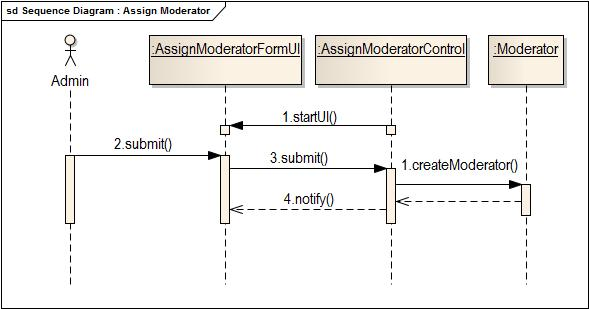 sd Sequence Diagram : Assign Moderator
Admin
:AssignModeratorFormUI
:AssignModeratorControl
:Moderator
1.startUI()
2.submit()
3.submit()
1.createModerator()
4.notify()